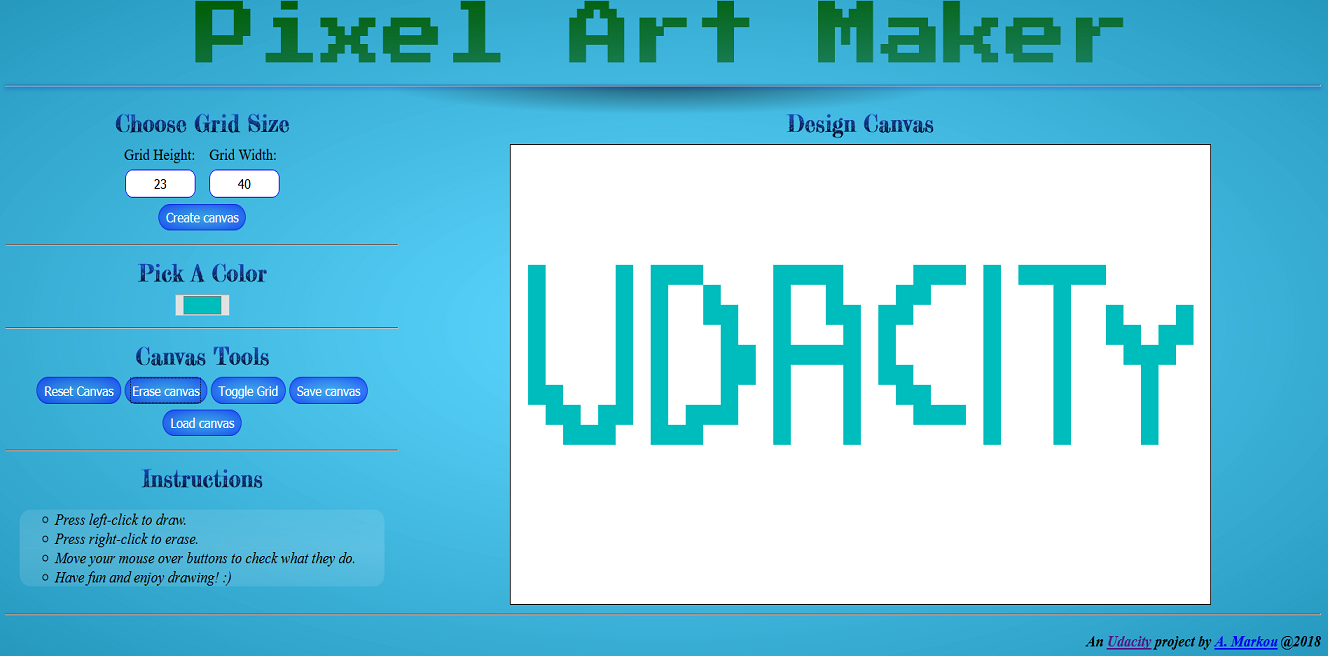 Pixel Art Maker
Choose Grid Size
Grid Height: Grid Width:
23 40
Create canvas
Pick A Color
Canvas Tools
Reset Canvas Erase canvas Toggle Grid Save canvas
Load canvas
Instructions
Press left-click to draw.
Press right-click to erase.
Move your mouse over buttons to check what they do.
Have fun and enjoy drawing! :)
Design Canvas
UDACITY
An Udacity project by A. Markou @2018